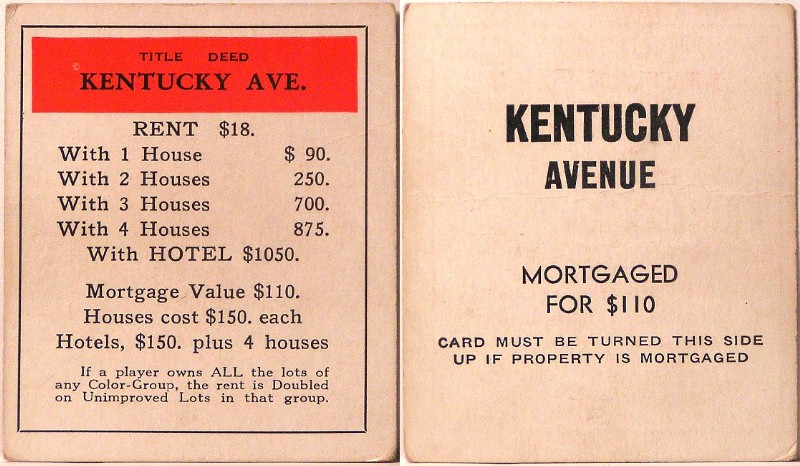 TITLE DEED
KENTUCKY AVE.
RENT $18.
With 1 House $ 90.
With 2 Houses 250.
With 3 Houses 700.
With 4 Houses 875.
With HOTEL $1050.
Mortgage Value $110.
Houses cost $150. each
Hotels, $150. plus 4 houses
If a player owns ALL the lots of
any Color-Group, the rent is Doubled
on Unimproved Lots in that group.
KENTUCKY
AVENUE
MORTGAGED
FOR $110
CARD MUST BE TURNED THIS SIDE
UP IF PROPERTY IS MORTGAGED